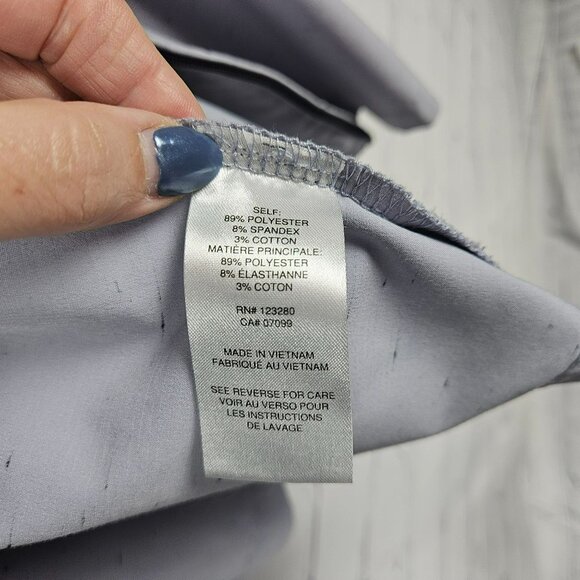 SELF:
89% POLYESTER
8% SPANDEX
3% COTTON
MATIÈRE PRINCIPALE:
89% POLYESTER
8% ÉLASTHANNE
3% COTON
RN# 123280
CA# 07099
MADE IN VIETNAM
FABRIQUÉ AU VIETNAM
SEE REVERSE FOR CARE
VOIR AU VERSO POUR
LES INSTRUCTIONS
DE LAVAGE